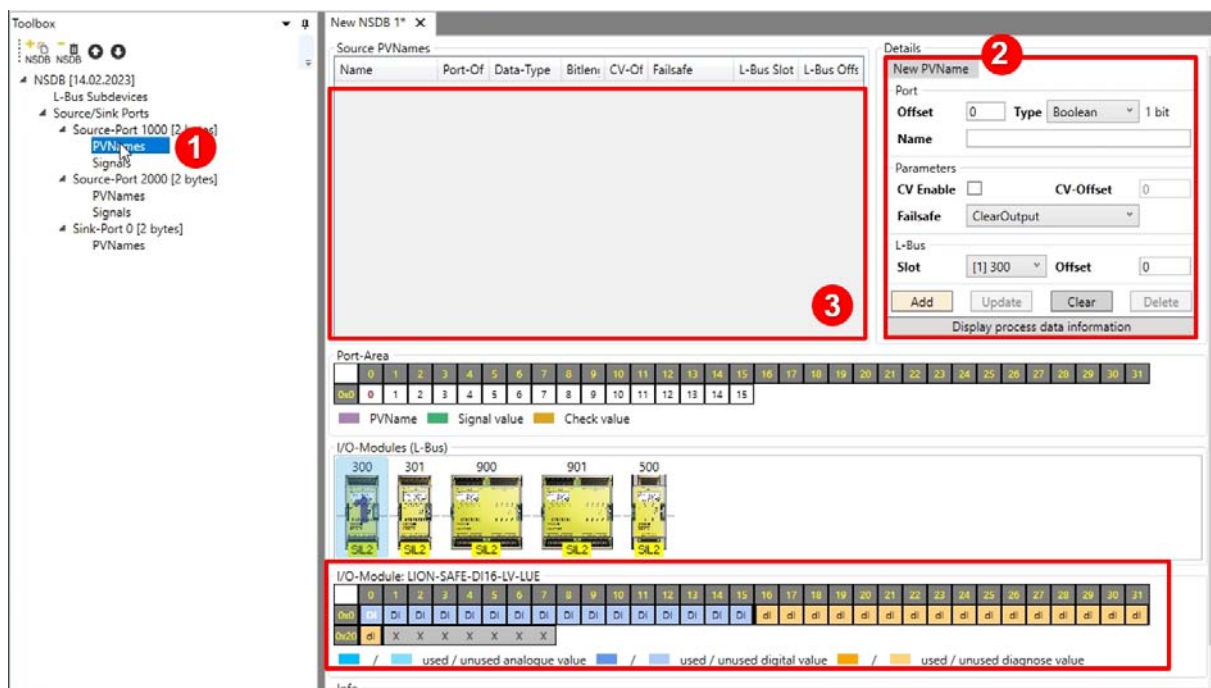 Toolbox
NSDB NSDB
NSDB [14.02.2023]
L-Bus Subdevices
Source/Sink Ports
Source-Port 1000 [2 bytes]
PVNames
1
Signals
Source-Port 2000 [2 bytes]
PVNames
Signals
Sink-Port 0 [2 bytes]
PVNames
New NSDB 1*
Source PVNames
Name Port-Of Data-Type Bitlen CV-Of Failsafe L-Bus Slot L-Bus Offs
3
Details
2
New PVName
Port
Offset 0 Type Boolean 1 bit
Name
Parameters
CV Enable CV-Offset 0
Failsafe ClearOutput
L-Bus
Slot [1] 300 Offset 0
Add Update Clear Delete
Display process data information
Port-Area
0 1 2 3 4 5 6 7 8 9 10 11 12 13 14 15 16 17 18 19 20 21 22 23 24 25 26 27 28 29 30 31
0x0 0 1 2 3 4 5 6 7 8 9 10 11 12 13 14 15
PVName Signal value Check value
I/O-Modules (L-Bus)
300 301 900 901 500
1
SIL2 SIL2 SIL2 SIL2 SIL2
I/O-Module: LION-SAFE-DI16-LV-LUE
0 1 2 3 4 5 6 7 8 9 10 11 12 13 14 15 16 17 18 19 20 21 22 23 24 25 26 27 28 29 30 31
0x0 DI DI DI DI DI DI DI DI DI DI DI DI DI DI DI DI dI dI dI dI dI dI dI dI dI dI dI dI dI dI dI dI
0x20 dI X X X X X X X
/ used / unused analogue value / used / unused digital value / used / unused diagnose value